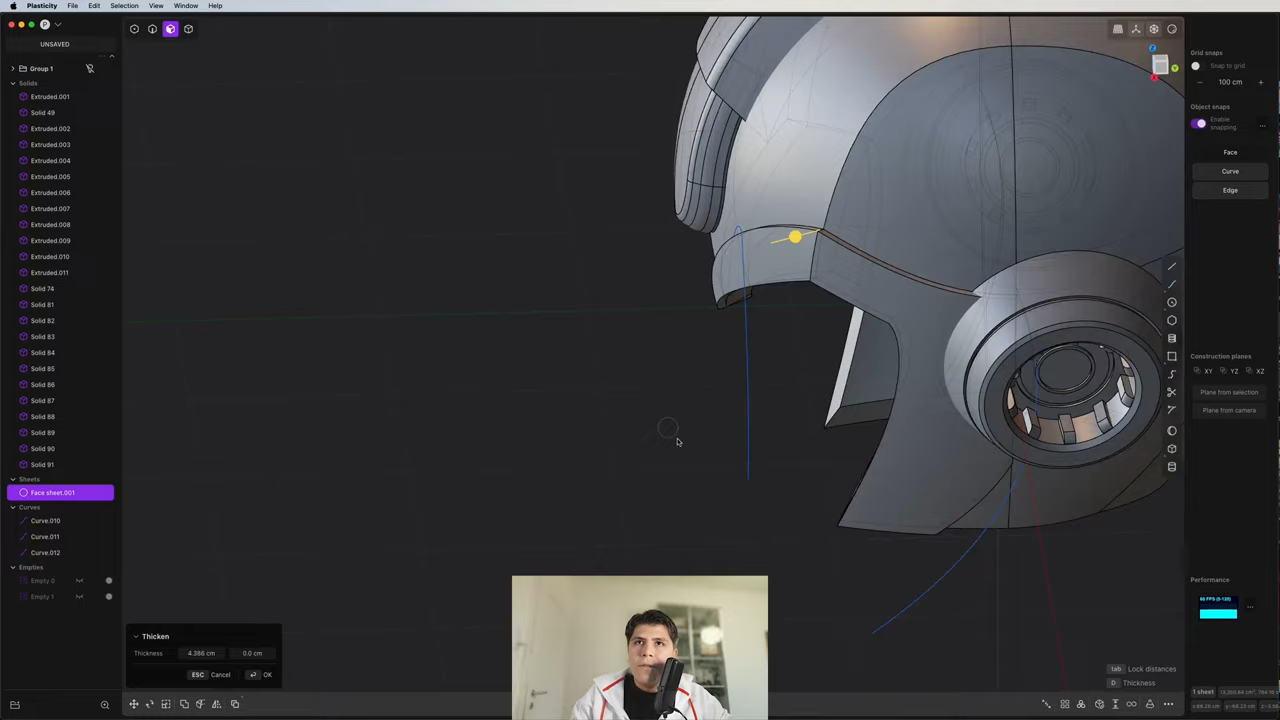 Plasticity File Edit View Selection Window Help
P
UNSAVED
Group 1
Solids
Extruded.001
Solid 49
Extruded.002
Extruded.003
Extruded.004
Extruded.005
Extruded.006
Extruded.007
Extruded.008
Extruded.009
Extruded.010
Extruded.011
Solid 74
Solid 81
Solid 82
Solid 83
Solid 84
Solid 85
Solid 86
Solid 87
Solid 88
Solid 89
Solid 90
Solid 91
Sheets
Face sheet.001
Curves
Curve.010
Curve.011
Curve.012
Empties
Empty 0
Empty 1
Thicken
Thickness 4.386 cm 0.0 cm
ESC Cancel OK
Z
Y
X
Grid snaps
Snap to grid
− 100 cm +
Object snaps
Enable snapping ...
Face
Curve
Edge
Construction planes
XY YZ XZ
Plane from selection
Plane from camera
Performance
60 FPS (0-120)
tab Lock distances
D Thickness
1 sheet